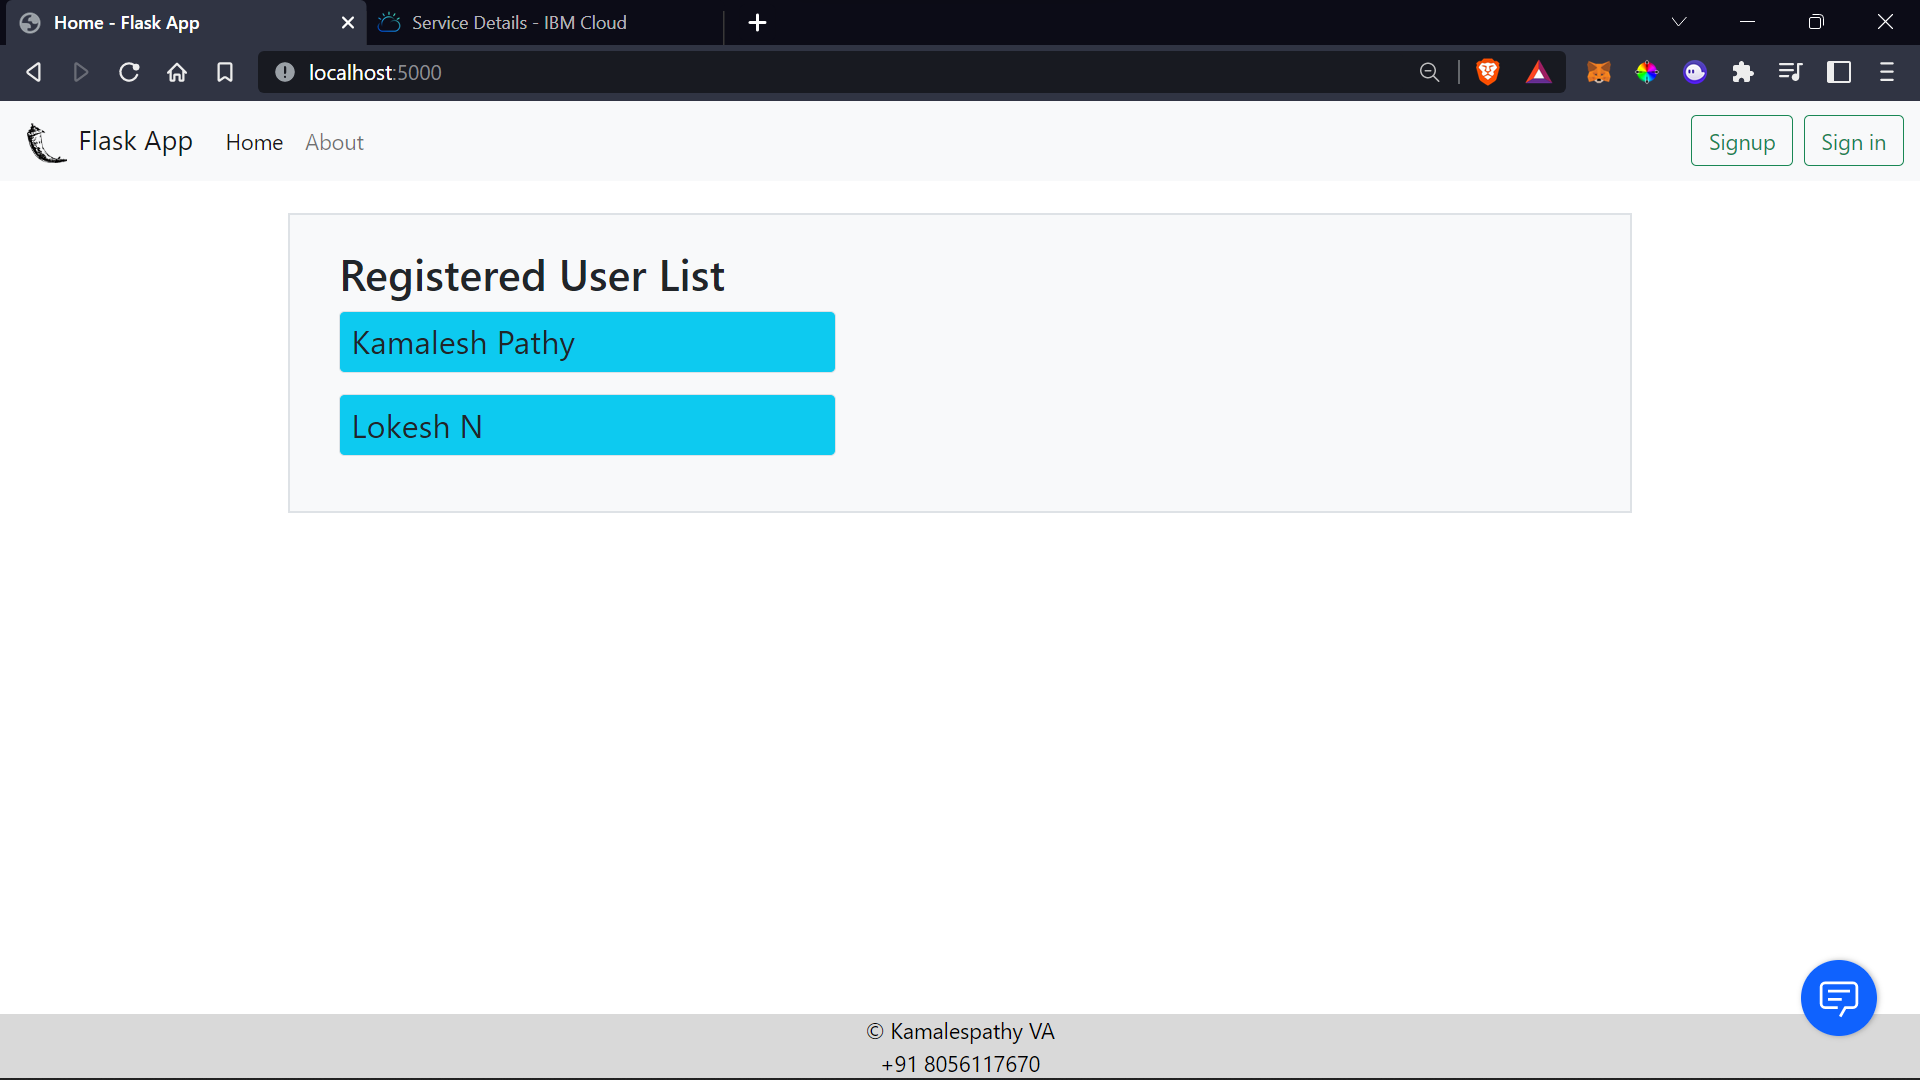 Home - Flask App
Service Details - IBM Cloud
localhost:5000
Flask App
Home
About
Signup
Sign in
Registered User List
Kamalesh Pathy
Lokesh N
© Kamalespathy VA
+91 8056117670